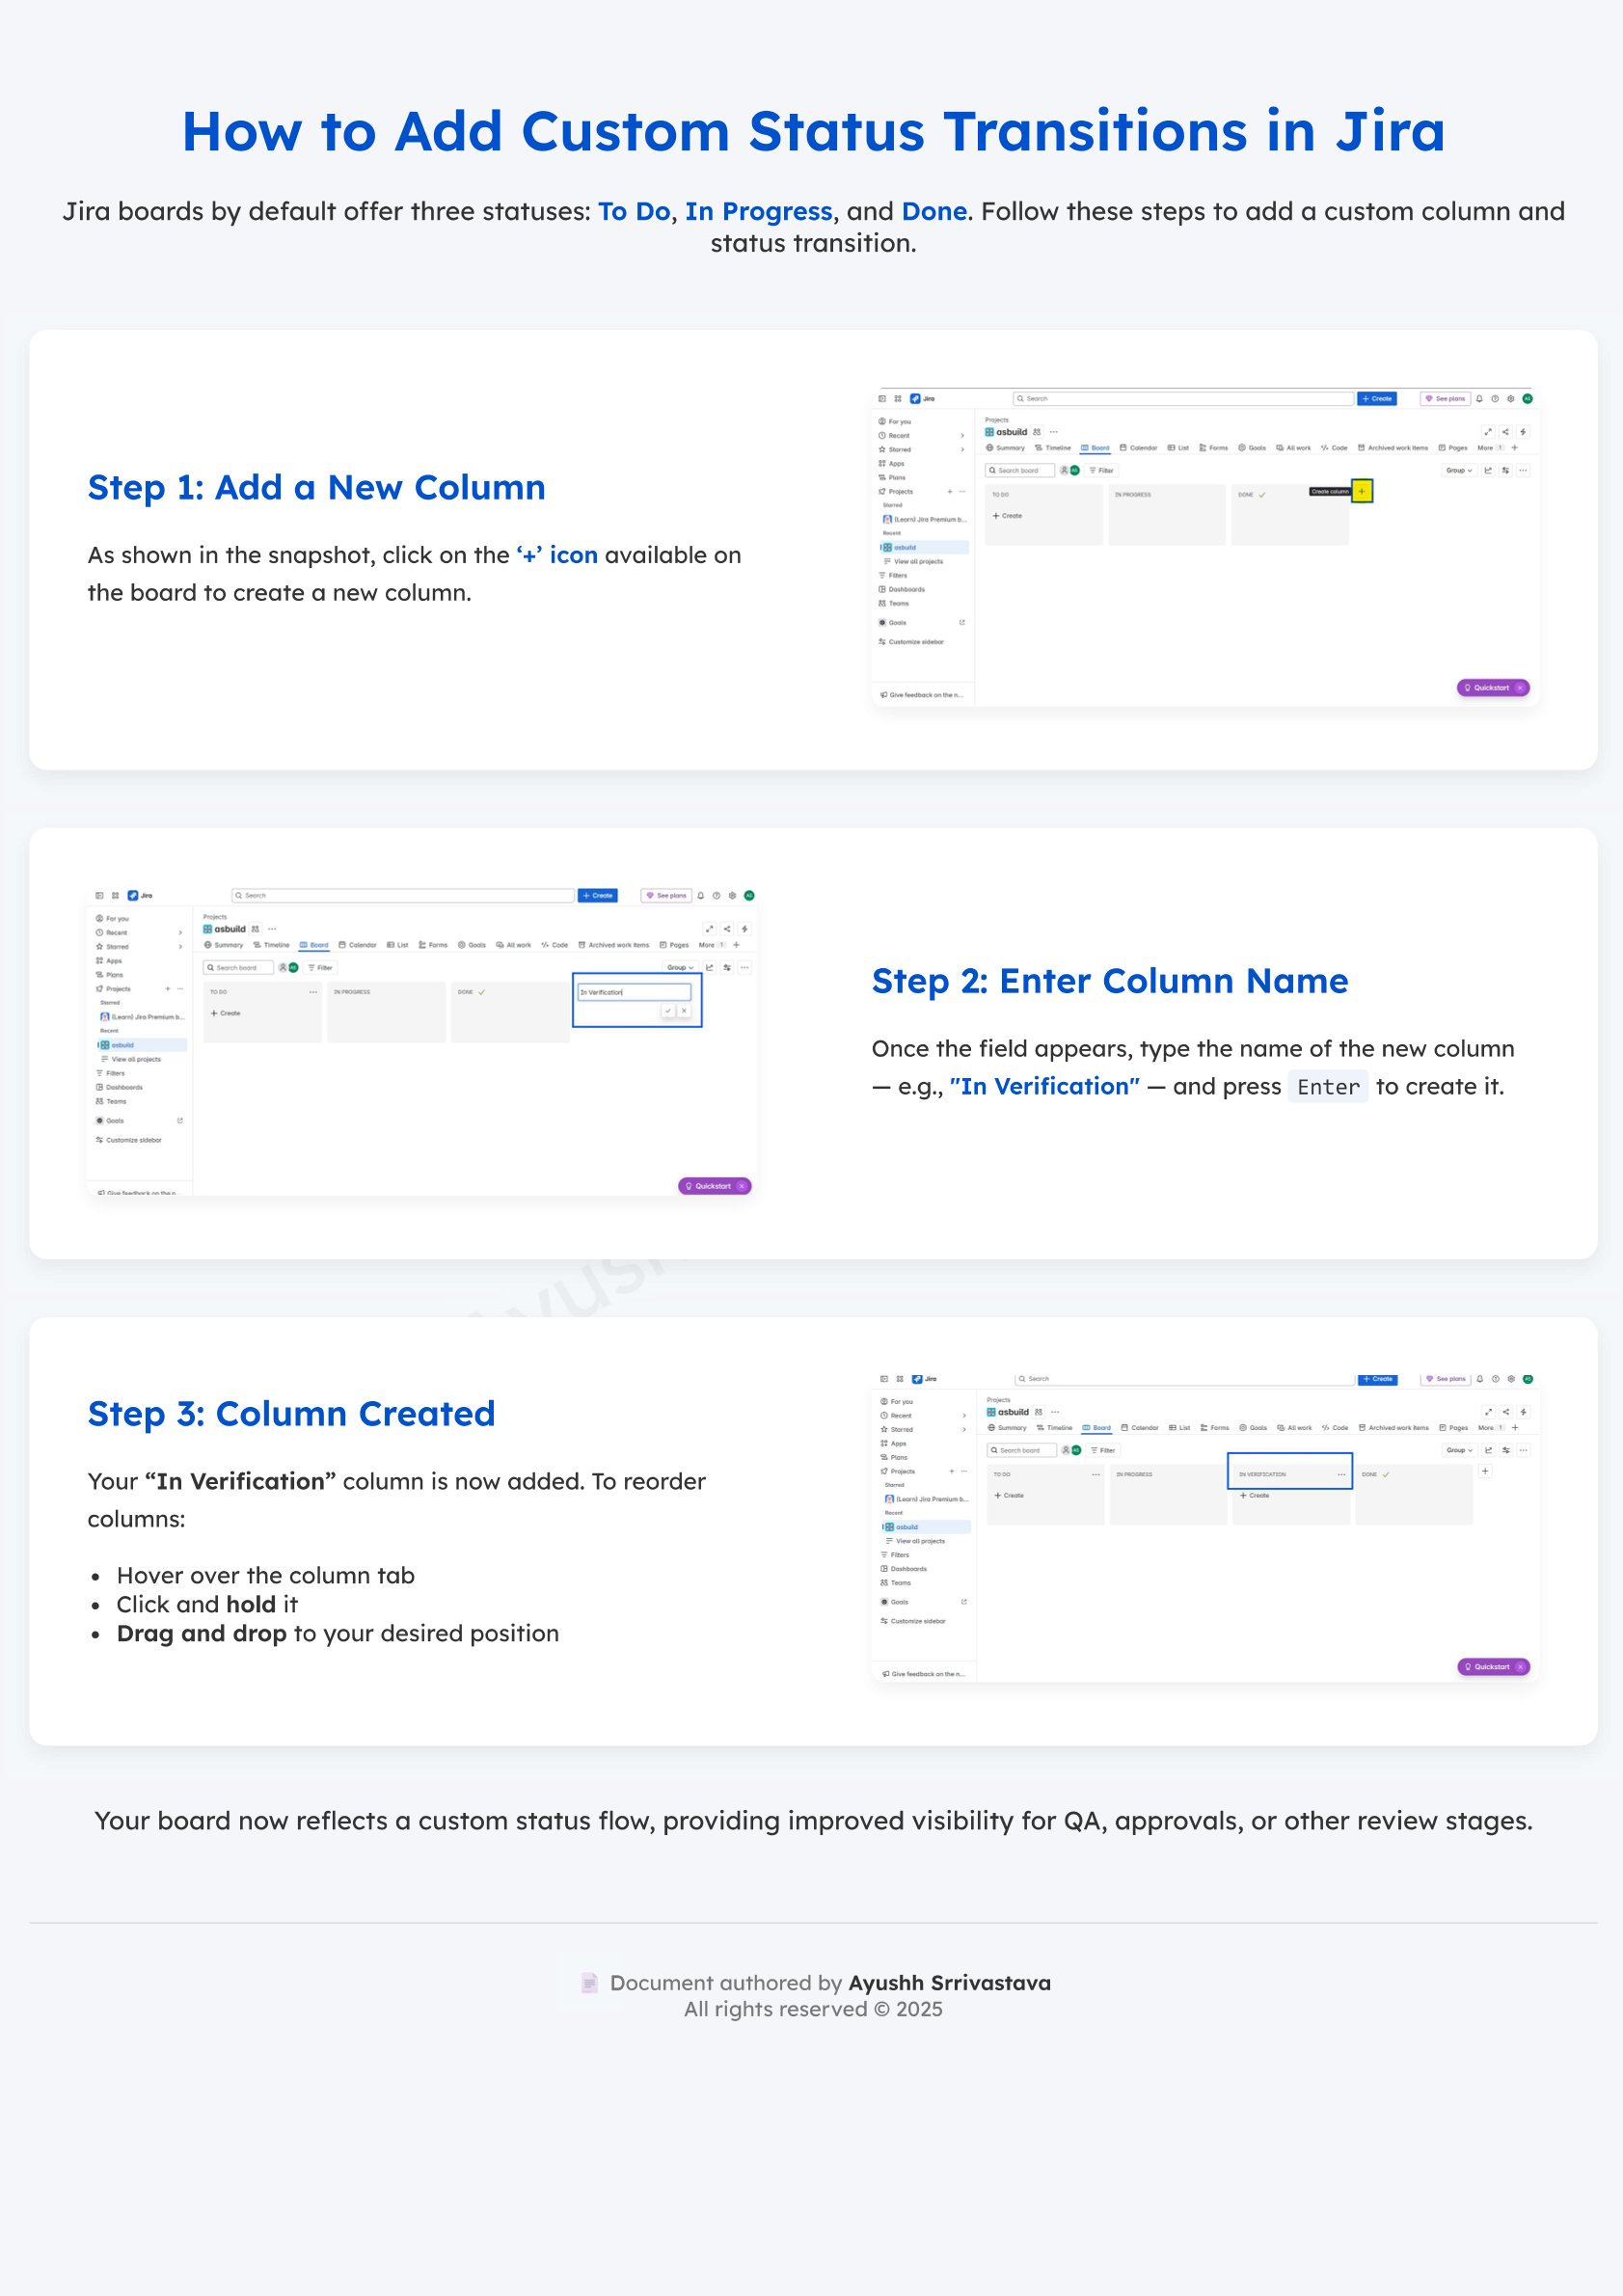 How to Add Custom Status Transitions in Jira
Jira boards by default offer three statuses: To Do, In Progress, and Done. Follow these steps to add a custom column and
status transition.
Step 1: Add a New Column
As shown in the snapshot, click on the ‘+’ icon available on
the board to create a new column.
Jira
Search
+ Create
See plans
For you
Recent
Starred
Apps
Plans
Projects
Starred
(Learn) Jira Premium b...
Recent
asbuild
View all projects
Filters
Dashboards
Teams
Goals
Customize sidebar
Give feedback on the n...
Projects
asbuild
Summary Timeline Board Calendar List Forms Goals All work Code Archived work items Pages More 1 +
Search board Filter Group
TO DO IN PROGRESS DONE Create column +
+ Create
Quickstart
Jira
Search
+ Create
See plans
For you
Recent
Starred
Apps
Plans
Projects
Starred
(Learn) Jira Premium b...
Recent
asbuild
View all projects
Filters
Dashboards
Teams
Goals
Customize sidebar
Give feedback on the n...
Projects
asbuild
Summary Timeline Board Calendar List Forms Goals All work Code Archived work items Pages More 1 +
Search board Filter Group
TO DO IN PROGRESS DONE In Verification
+ Create
Quickstart
Step 2: Enter Column Name
Once the field appears, type the name of the new column
— e.g., "In Verification" — and press Enter to create it.
Ayush
Step 3: Column Created
Your “In Verification” column is now added. To reorder
columns:
• Hover over the column tab
• Click and hold it
• Drag and drop to your desired position
Jira
Search
+ Create
See plans
For you
Recent
Starred
Apps
Plans
Projects
Starred
(Learn) Jira Premium b...
Recent
asbuild
View all projects
Filters
Dashboards
Teams
Goals
Customize sidebar
Give feedback on the n...
Projects
asbuild
Summary Timeline Board Calendar List Forms Goals All work Code Archived work items Pages More 1 +
Search board Filter Group
TO DO IN PROGRESS IN VERIFICATION DONE +
+ Create + Create
Quickstart
Your board now reflects a custom status flow, providing improved visibility for QA, approvals, or other review stages.
Document authored by Ayushh Srrivastava
All rights reserved © 2025